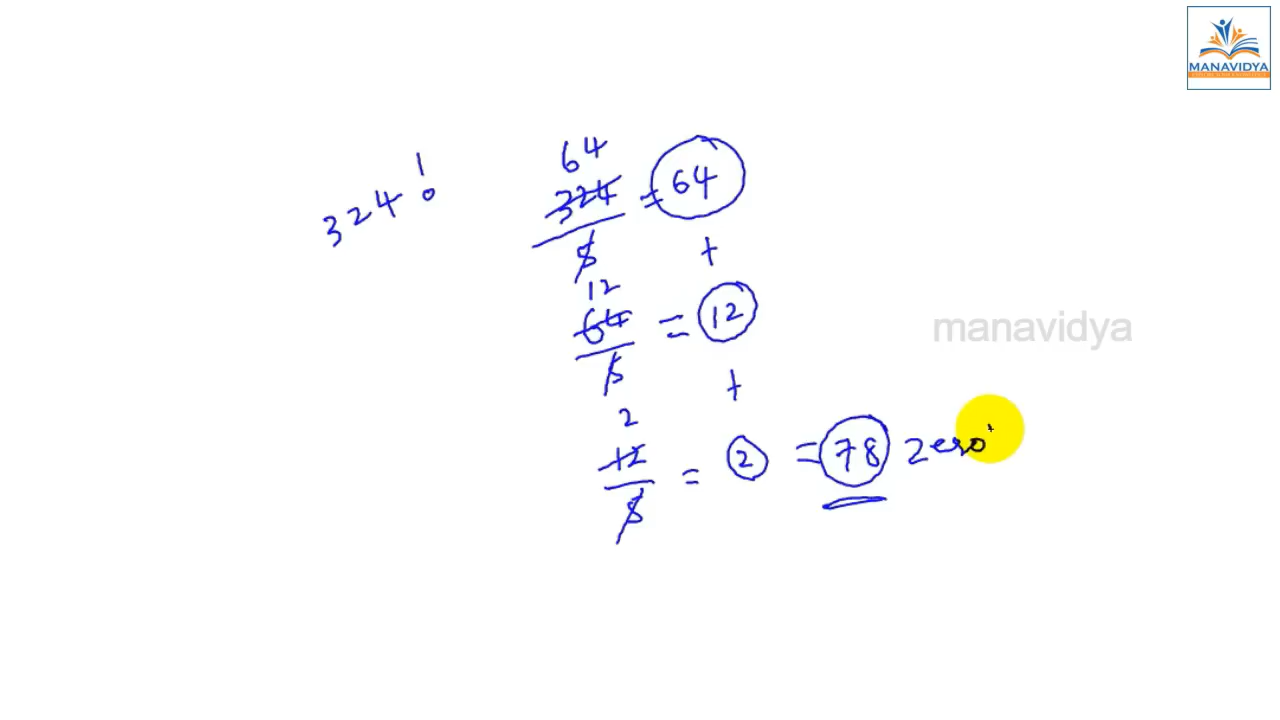 MANAVIDYA
324!
64
324/5 = 64
+
12
64/5 = 12
manavidya
+
2
12/5 = 2 = 78 zero